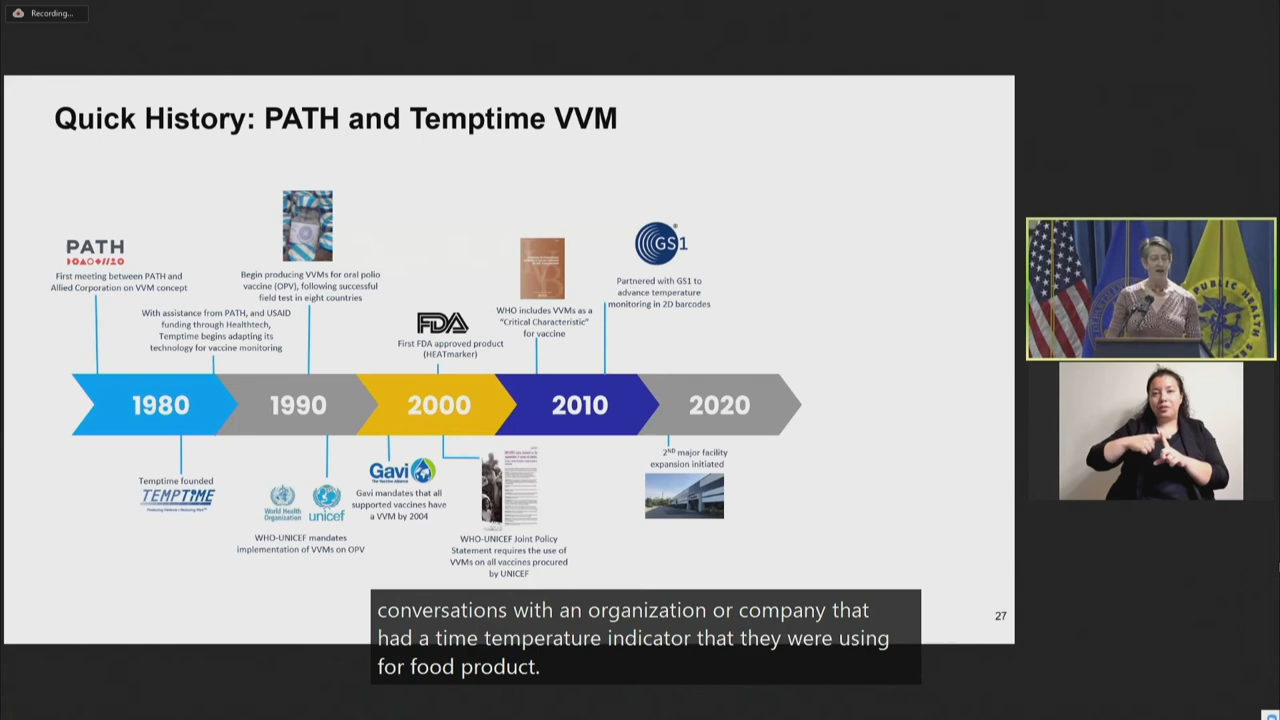 Recording...
Quick History: PATH and Temptime VVM
PATH
First meeting between PATH and
Allied Corporation on VVM concept
With assistance from PATH, and USAID
funding through Healthtech,
Temptime begins adapting its
technology for vaccine monitoring
Begin producing VVMs for oral polio
vaccine (OPV), following successful
field test in eight countries
FDA
First FDA approved product
(HEATmarker)
WHO includes VVMs as a
"Critical Characteristic"
for vaccine
GS1
Partnered with GS1 to
advance temperature
monitoring in 2D barcodes
1980
1990
2000
2010
2020
Temptime founded
TEMPTIME
World Health
Organization
unicef
WHO-UNICEF mandates
implementation of VVMs on OPV
Gavi
The Vaccine Alliance
Gavi mandates that all
supported vaccines have
a VVM by 2004
WHO-UNICEF Joint Policy
Statement requires the use of
VVMs on all vaccines procured
by UNICEF
2ND major facility
expansion initiated
27
PUBLIC HEALTH SE
conversations with an organization or company that
had a time temperature indicator that they were using
for food product.